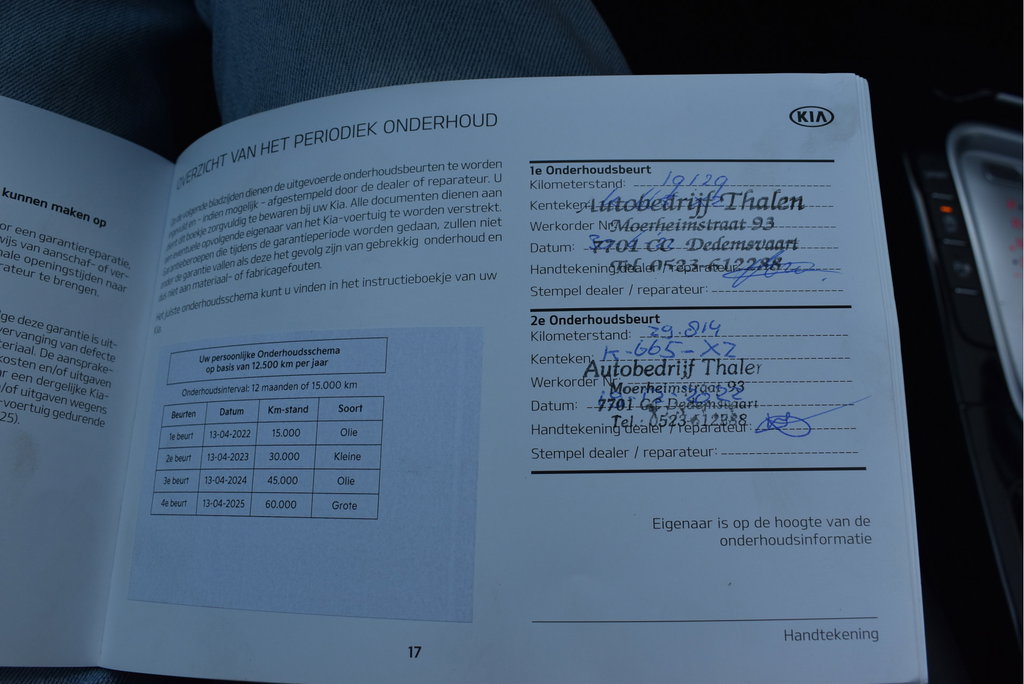 kunnen maken op
or een garantiereparatie,
wijs van aanschaf- of ver-
nale openingstijden naar
rateur te brengen.
ge deze garantie is uit-
vervanging van defecte
teriaal. De aansprake-
kosten en/of uitgaven
ar een dergelijke Kia-
/of uitgaven wegens
-voertuig gedurende
25).
OVERZICHT VAN HET PERIODIEK ONDERHOUD
volgende bladzijden dienen de uitgevoerde onderhoudsbeurten te worden
en - indien mogelijk - afgestempeld door de dealer of reparateur. U
dit boekje zorgvuldig te bewaren bij uw Kia. Alle documenten dienen aan
een eventuele opvolgende eigenaar van het Kia-voertuig te worden verstrekt.
Garantieberoepen die tijdens de garantieperiode worden gedaan, zullen niet
onder de garantie vallen als deze het gevolg zijn van gebrekkig onderhoud en
dus niet aan materiaal- of fabricagefouten.
Het juiste onderhoudsschema kunt u vinden in het instructieboekje van uw
Kia.
Uw persoonlijke Onderhoudsschema
op basis van 12.500 km per jaar
Onderhoudsinterval: 12 maanden of 15.000 km
Beurten Datum Km-stand Soort
1e beurt 13-04-2022 15.000 Olie
2e beurt 13-04-2023 30.000 Kleine
3e beurt 13-04-2024 45.000 Olie
4e beurt 13-04-2025 60.000 Grote
17
KIA
1e Onderhoudsbeurt
Kilometerstand: 19129
Kenteken:
Autobedrijf Thalen
Werkorder Nr
Moerheimstraat 93
Datum:
7701 CC Dedemsvaart
Tel. 0523-612288
Handtekening dealer / reparateur:
Stempel dealer / reparateur:
2e Onderhoudsbeurt
Kilometerstand: 29.814
Kenteken: K-665-XZ
Autobedrijf Thalen
Werkorder Nr
Moerheimstraat 93
Datum:
7701 CC Dedemsvaart
Tel.: 0523-612288
Handtekening dealer / reparateur:
Stempel dealer / reparateur:
Eigenaar is op de hoogte van de
onderhoudsinformatie
Handtekening